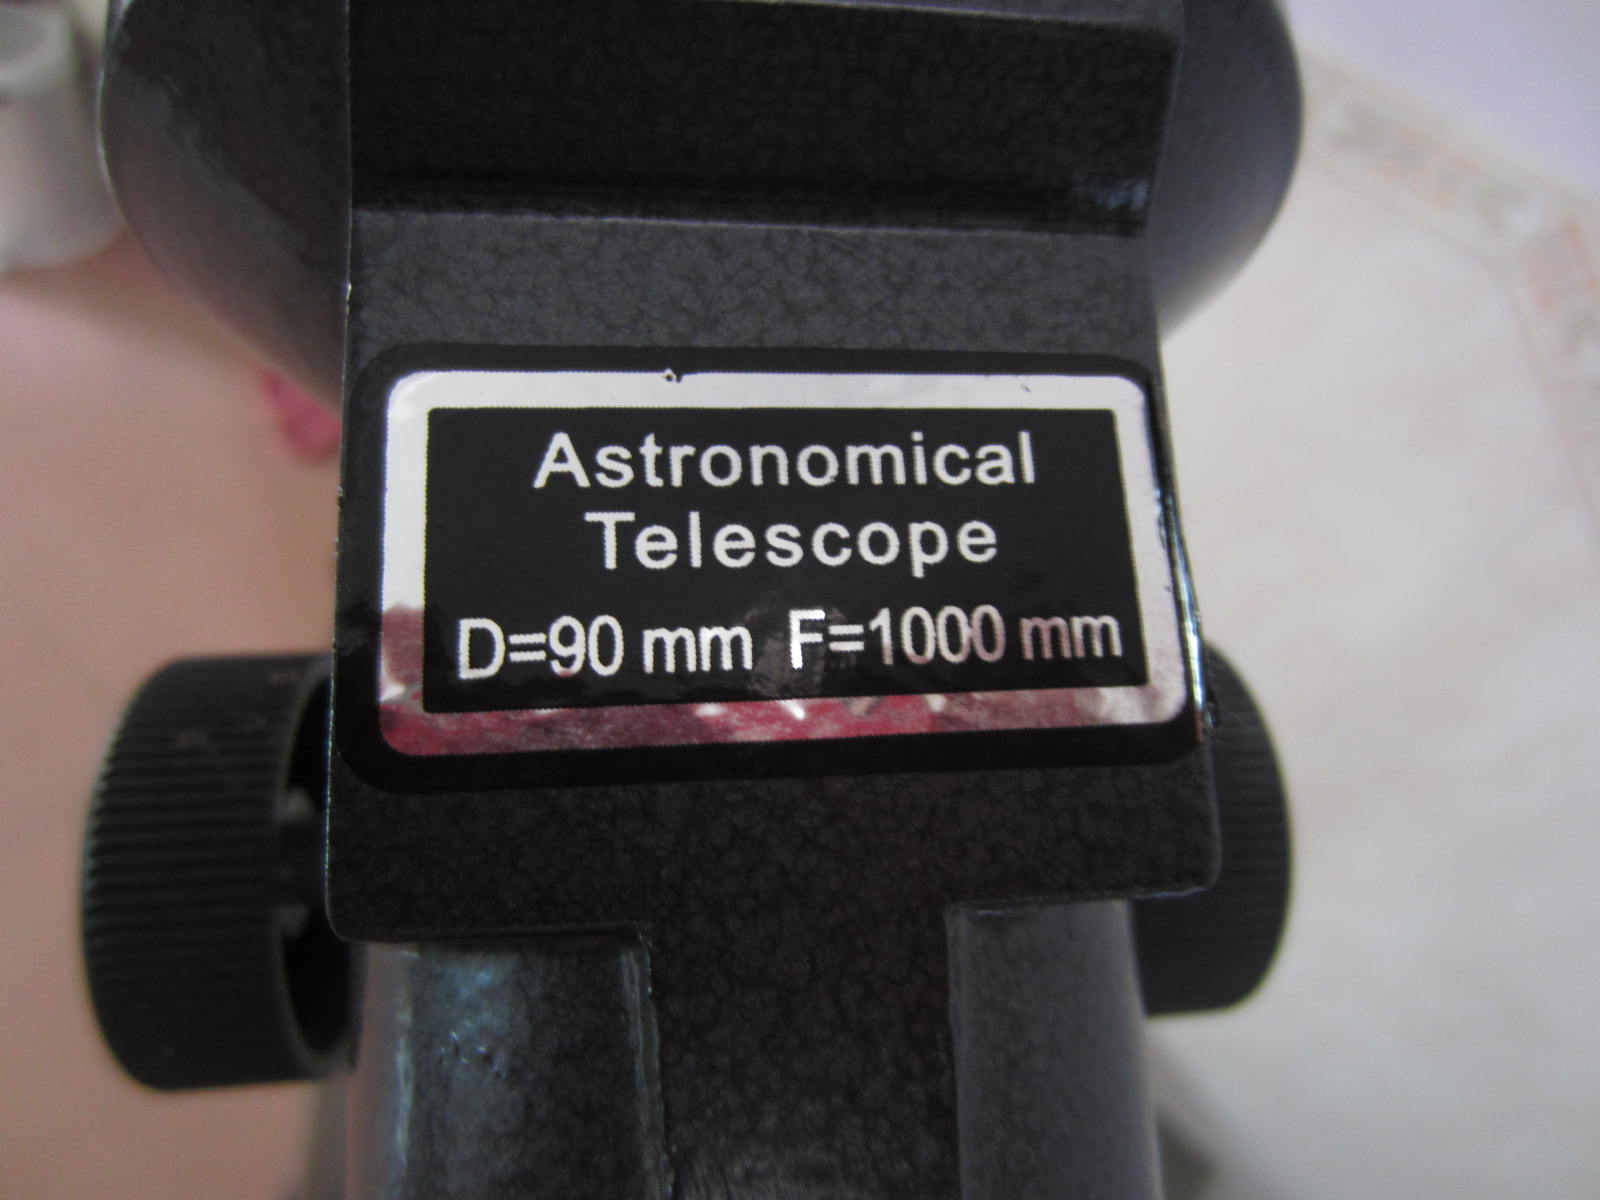 Astronomical
Telescope
D=90 mm F=1000 mm